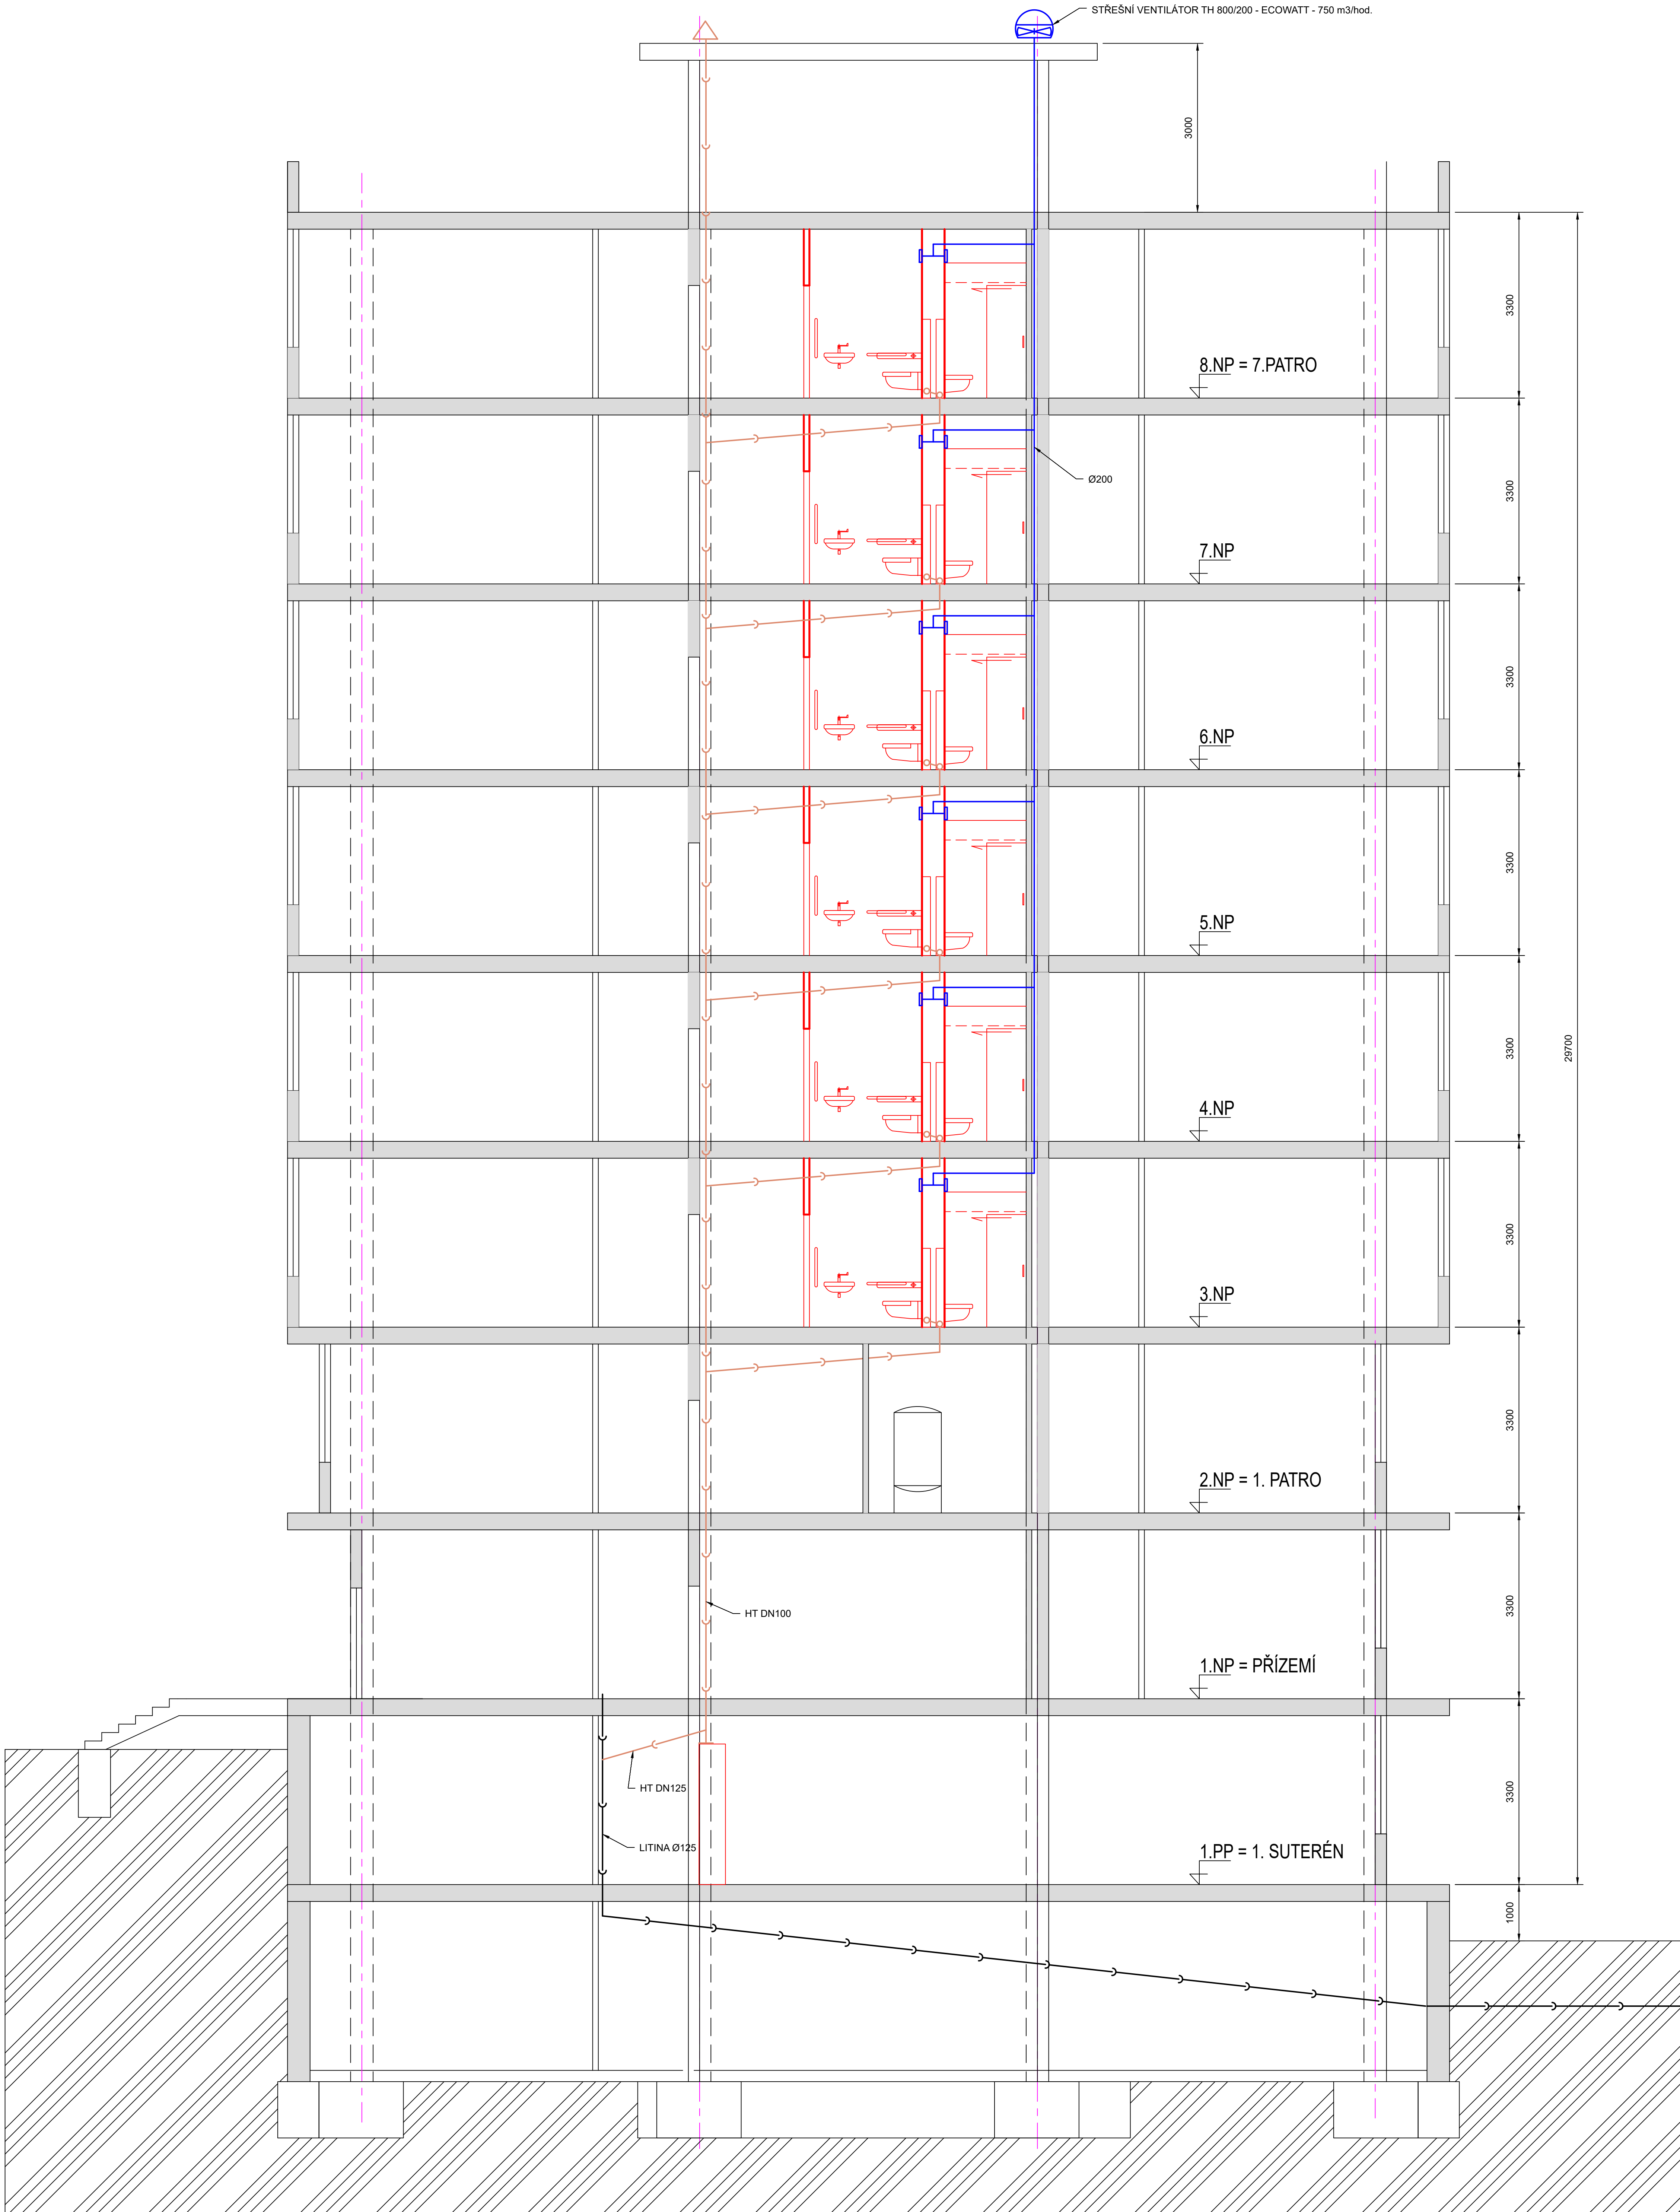 STŘEŠNÍ VENTILÁTOR TH 800/200 - ECOWATT - 750 m3/hod.
3000
3300
8.NP = 7.PATRO
Ø200
3300
7.NP
3300
6.NP
3300
5.NP
3300
29700
4.NP
3300
3.NP
3300
2.NP = 1. PATRO
3300
HT DN100
1.NP = PŘÍZEMÍ
3300
HT DN125
LITINA Ø125
1.PP = 1. SUTERÉN
1000